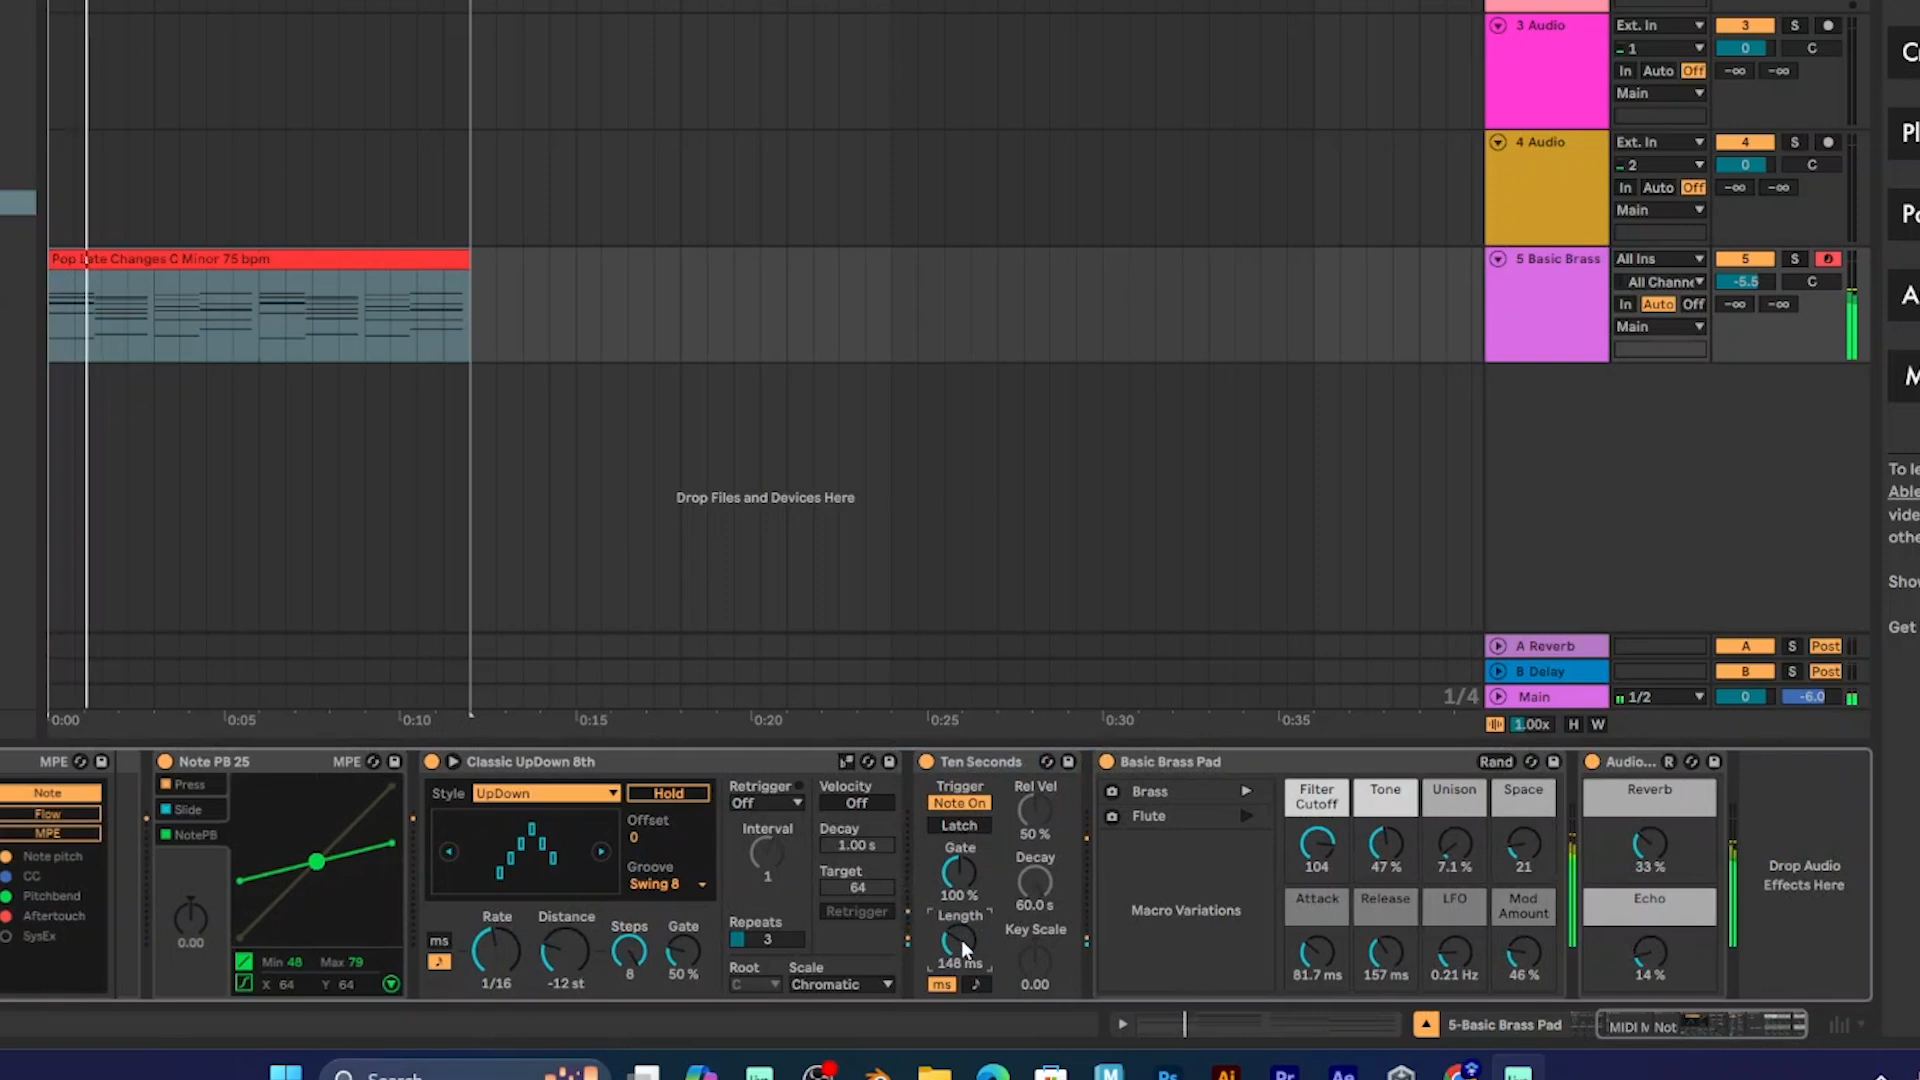 3 Audio
Ext. In
3
S
1
0
C
In Auto Off
-∞ -∞
Main
4 Audio
Ext. In
4
S
2
0
C
In Auto Off
-∞ -∞
Main
Pop Late Changes C Minor 75 bpm
5 Basic Brass
All Ins
5
S
All Channe
-5.5
C
In Auto Off
-∞ -∞
Main
Drop Files and Devices Here
To le
Able
vide
othe
Show
Get
A Reverb
A
S
Post
B Delay
B
S
Post
1/4
Main
1/2
0
-6.0
0:00
0:05
0:10
0:15
0:20
0:25
0:30
0:35
1.00x
H
W
MPE
Note
Flow
MPE
Note pitch
CC
Pitchbend
Aftertouch
SysEx
Note PB 25
MPE
Press
Slide
NotePB
0.00
Min 48 Max 79
X 64 Y 64
Classic UpDown 8th
Style
UpDown
Hold
Offset
0
Groove
Swing 8
ms
Rate
1/16
Distance
-12 st
Steps
8
Gate
50 %
Retrigger
Off
Interval
1
Repeats
3
Root
C
Velocity
Off
Decay
1.00 s
Target
64
Retrigger
Scale
Chromatic
Ten Seconds
Trigger
Note On
Latch
Gate
100 %
Length
148 ms
ms
Rel Vel
50 %
Decay
60.0 s
Key Scale
0.00
Basic Brass Pad
Rand
Brass
Flute
Macro Variations
Filter Cutoff
104
Tone
47 %
Unison
7.1 %
Space
21
Attack
81.7 ms
Release
157 ms
LFO
0.21 Hz
Mod Amount
46 %
Audio...
R
Reverb
33 %
Echo
14 %
Drop Audio
Effects Here
5-Basic Brass Pad
MIDI M Not
Search
M
Ps
Ai
Pr
Ae